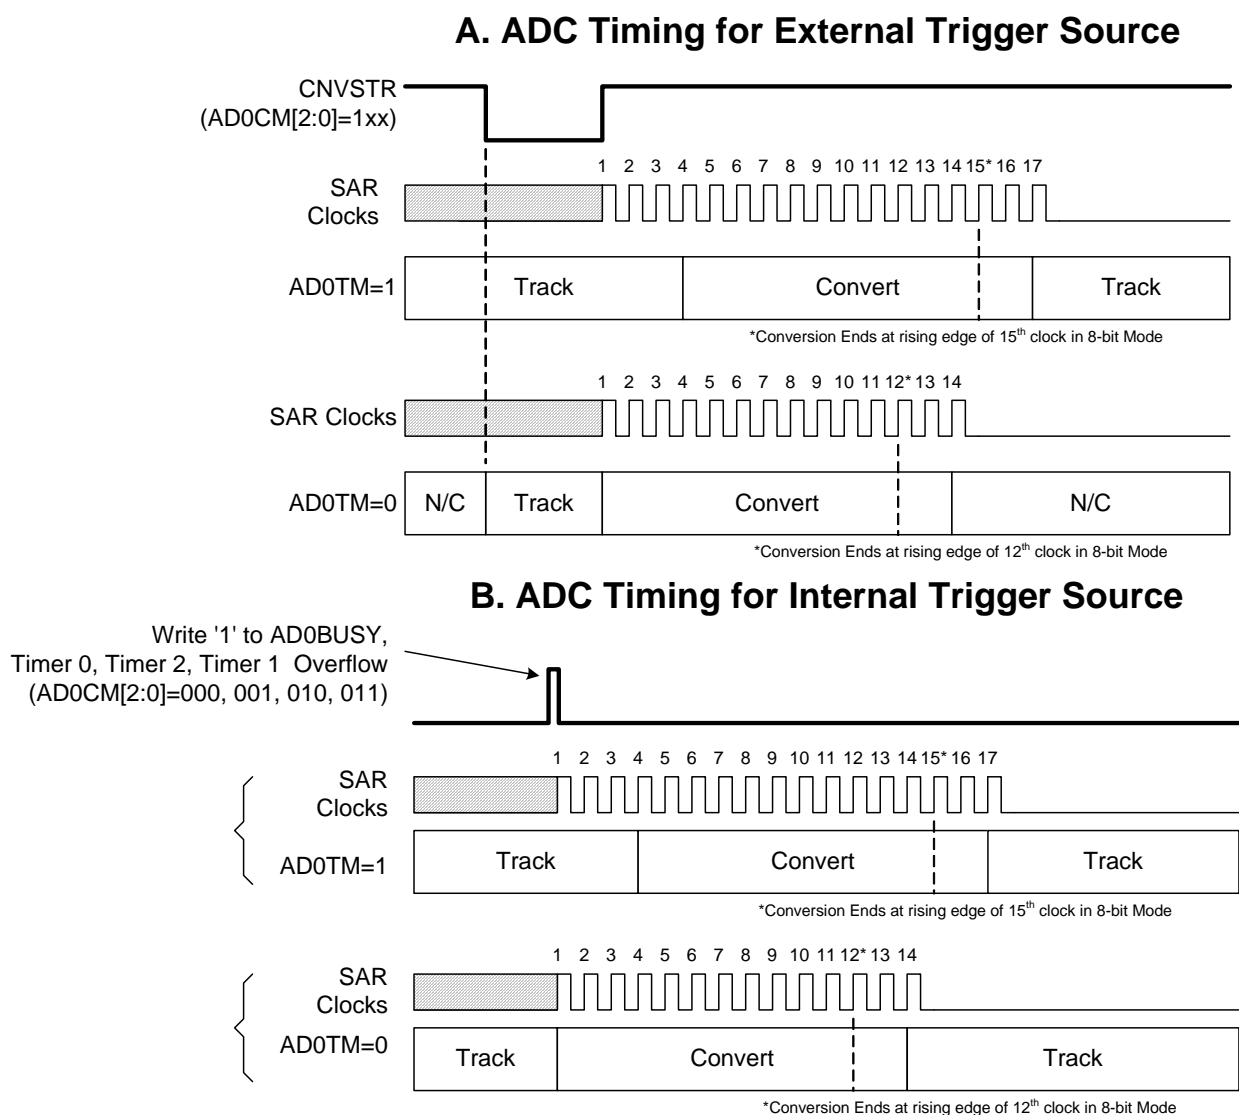 A. ADC Timing for External Trigger Source
CNVSTR
(AD0CM[2:0]=1xx)
1 2 3 4 5 6 7 8 9 10 11 12 13 14 15* 16 17
SAR
Clocks
AD0TM=1
Track
Convert
Track
*Conversion Ends at rising edge of 15th clock in 8-bit Mode
1 2 3 4 5 6 7 8 9 10 11 12* 13 14
SAR Clocks
AD0TM=0
N/C
Track
Convert
N/C
*Conversion Ends at rising edge of 12th clock in 8-bit Mode
B. ADC Timing for Internal Trigger Source
Write '1' to AD0BUSY,
Timer 0, Timer 2, Timer 1 Overflow
(AD0CM[2:0]=000, 001, 010, 011)
1 2 3 4 5 6 7 8 9 10 11 12 13 14 15* 16 17
SAR
Clocks
AD0TM=1
Track
Convert
Track
*Conversion Ends at rising edge of 15th clock in 8-bit Mode
1 2 3 4 5 6 7 8 9 10 11 12* 13 14
SAR
Clocks
AD0TM=0
Track
Convert
Track
*Conversion Ends at rising edge of 12th clock in 8-bit Mode